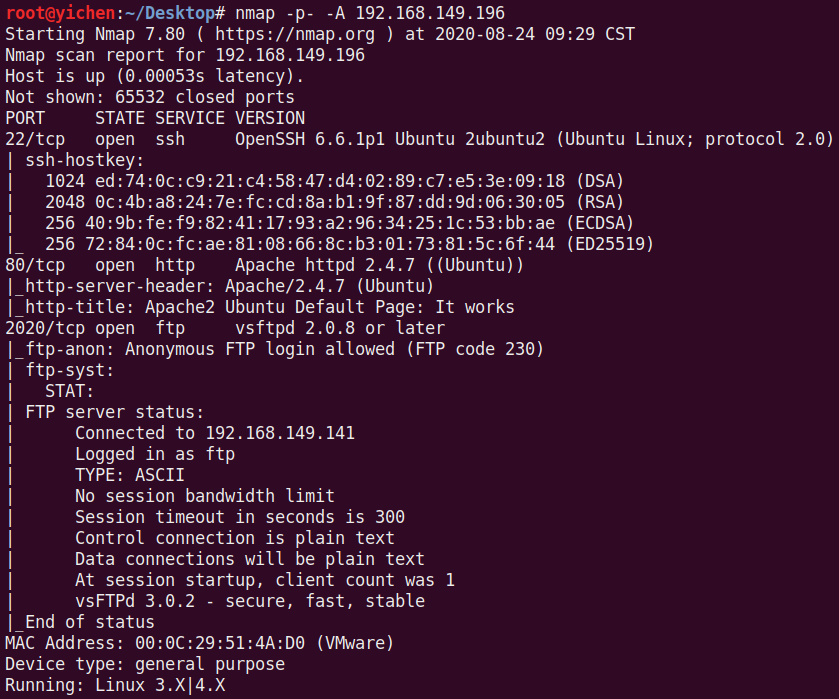 root@yichen:~/Desktop# nmap -p- -A 192.168.149.196
Starting Nmap 7.80 ( https://nmap.org ) at 2020-08-24 09:29 CST
Nmap scan report for 192.168.149.196
Host is up (0.00053s latency).
Not shown: 65532 closed ports
PORT     STATE SERVICE VERSION
22/tcp   open  ssh     OpenSSH 6.6.1p1 Ubuntu 2ubuntu2 (Ubuntu Linux; protocol 2.0)
| ssh-hostkey:
|   1024 ed:74:0c:c9:21:c4:58:47:d4:02:89:c7:e5:3e:09:18 (DSA)
|   2048 0c:4b:a8:24:7e:fc:cd:8a:b1:9f:87:dd:9d:06:30:05 (RSA)
|   256 40:9b:fe:f9:82:41:17:93:a2:96:34:25:1c:53:bb:ae (ECDSA)
|_  256 72:84:0c:fc:ae:81:08:66:8c:b3:01:73:81:5c:6f:44 (ED25519)
80/tcp   open  http    Apache httpd 2.4.7 ((Ubuntu))
|_http-server-header: Apache/2.4.7 (Ubuntu)
|_http-title: Apache2 Ubuntu Default Page: It works
2020/tcp open  ftp     vsftpd 2.0.8 or later
|_ftp-anon: Anonymous FTP login allowed (FTP code 230)
| ftp-syst:
|   STAT:
| FTP server status:
|      Connected to 192.168.149.141
|      Logged in as ftp
|      TYPE: ASCII
|      No session bandwidth limit
|      Session timeout in seconds is 300
|      Control connection is plain text
|      Data connections will be plain text
|      At session startup, client count was 1
|      vsFTPd 3.0.2 - secure, fast, stable
|_End of status
MAC Address: 00:0C:29:51:4A:D0 (VMware)
Device type: general purpose
Running: Linux 3.X|4.X